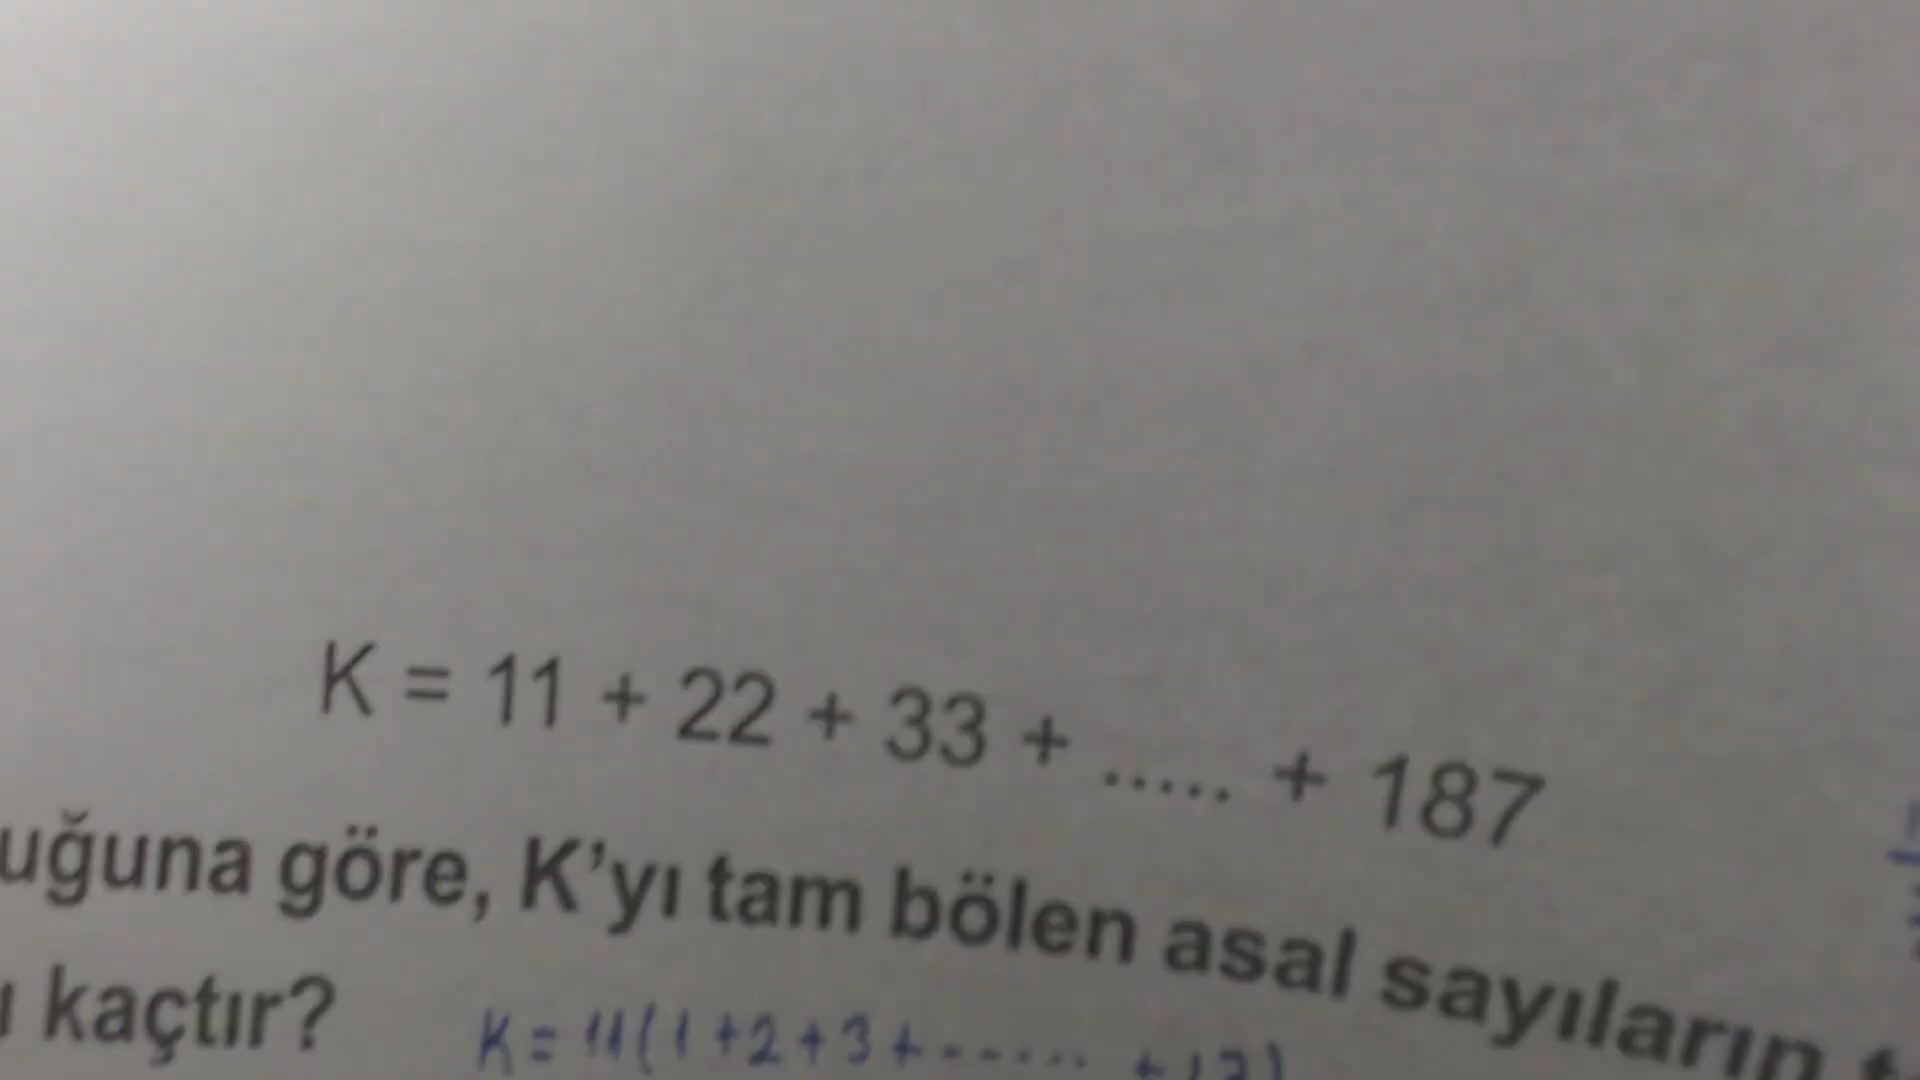 K = 11 + 22 + 33 + ..... + 187
uğuna göre, K'yı tam bölen asal sayıların
kaçtır?
K = 11(1+2+3+-----